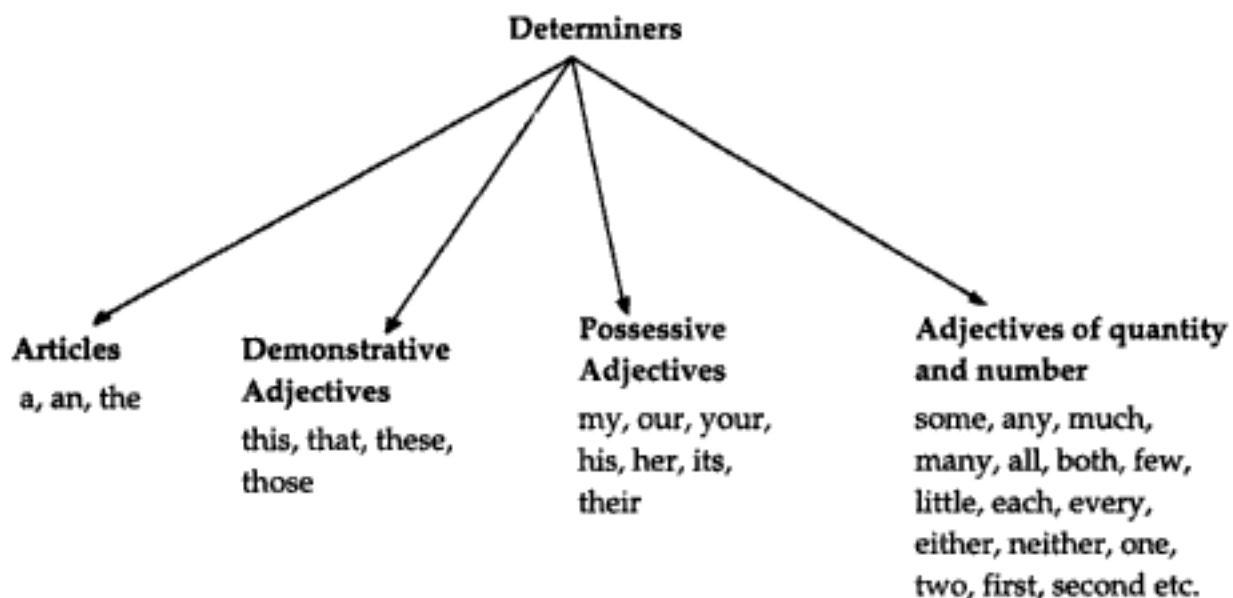 Determiners
Articles
a, an, the
Demonstrative
Adjectives
this, that, these,
those
Possessive
Adjectives
my, our, your,
his, her, its,
their
Adjectives of quantity
and number
some, any, much,
many, all, both, few,
little, each, every,
either, neither, one,
two, first, second etc.